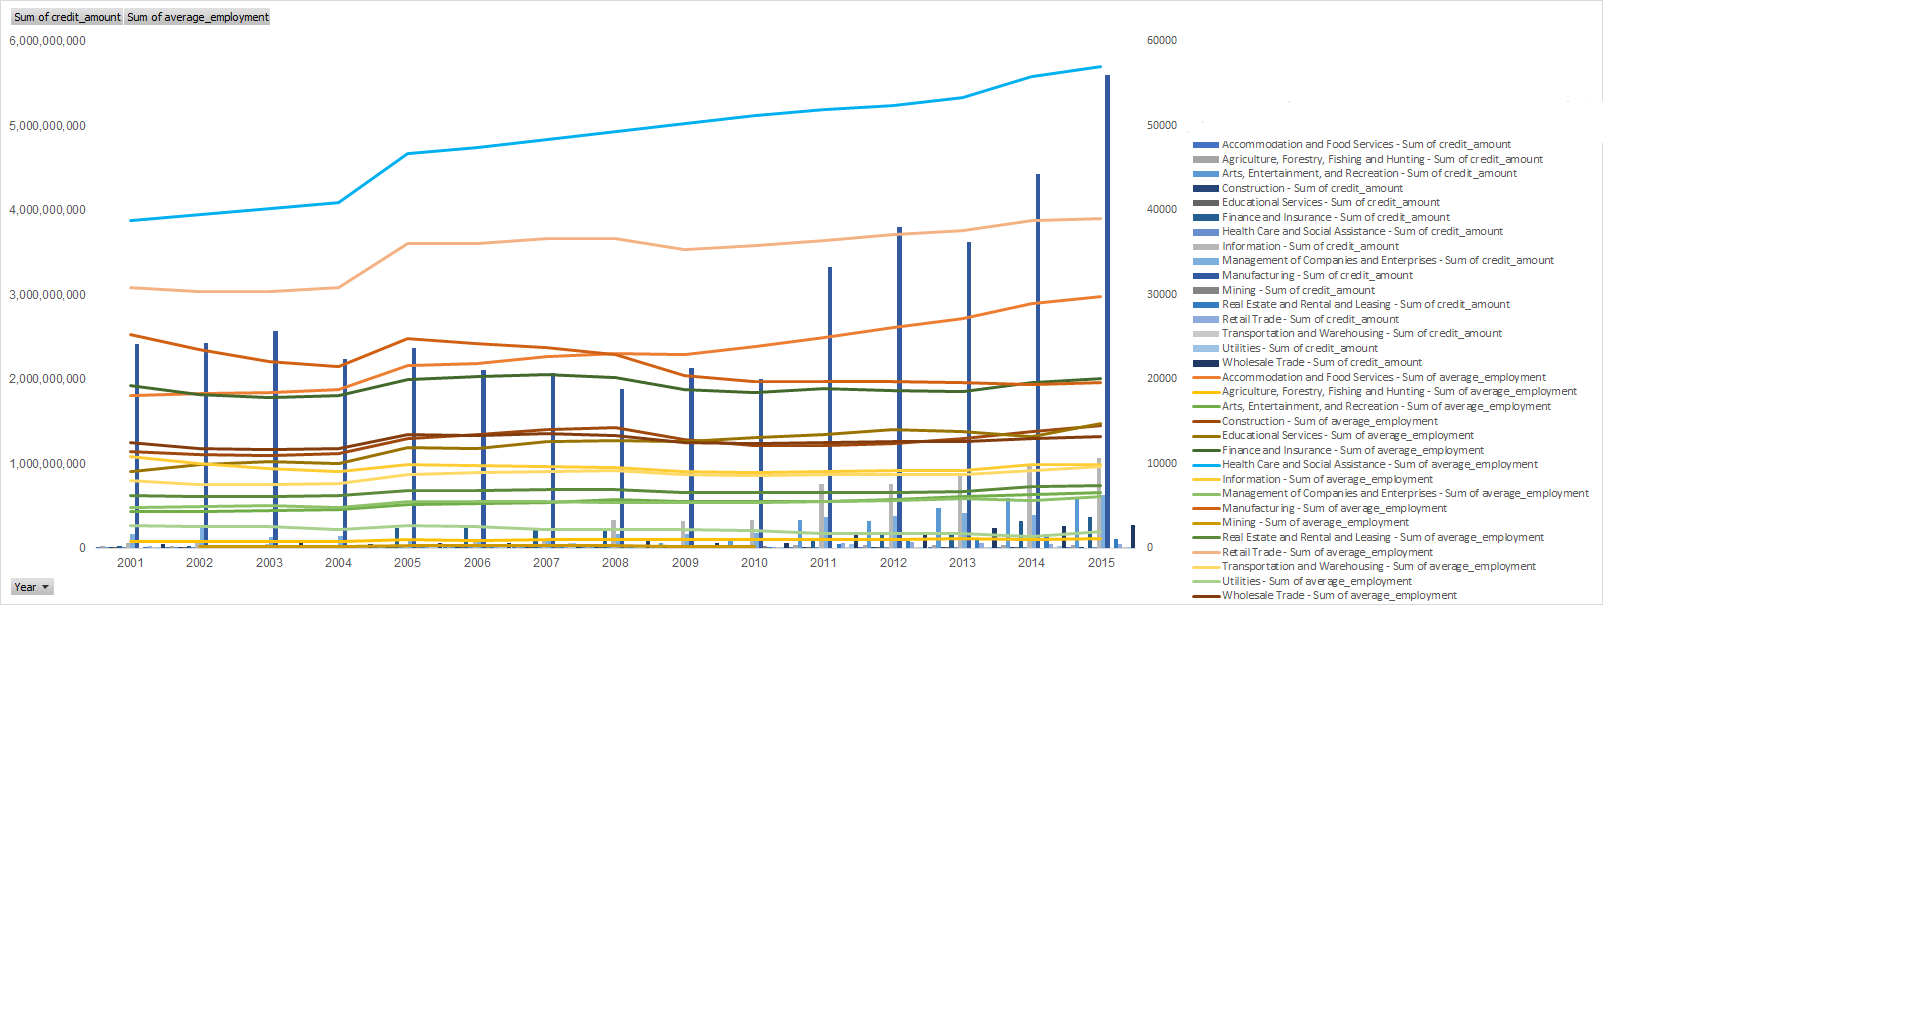 Sum of credit_amount Sum of average_employment
6,000,000,000
5,000,000,000
4,000,000,000
3,000,000,000
2,000,000,000
1,000,000,000
0
60000
50000
40000
30000
20000
10000
0
2001 2002 2003 2004 2005 2006 2007 2008 2009 2010 2011 2012 2013 2014 2015
Year
Accommodation and Food Services - Sum of credit_amount
Agriculture, Forestry, Fishing and Hunting - Sum of credit_amount
Arts, Entertainment, and Recreation - Sum of credit_amount
Construction - Sum of credit_amount
Educational Services - Sum of credit_amount
Finance and Insurance - Sum of credit_amount
Health Care and Social Assistance - Sum of credit_amount
Information - Sum of credit_amount
Management of Companies and Enterprises - Sum of credit_amount
Manufacturing - Sum of credit_amount
Mining - Sum of credit_amount
Real Estate and Rental and Leasing - Sum of credit_amount
Retail Trade - Sum of credit_amount
Transportation and Warehousing - Sum of credit_amount
Utilities - Sum of credit_amount
Wholesale Trade - Sum of credit_amount
Accommodation and Food Services - Sum of average_employment
Agriculture, Forestry, Fishing and Hunting - Sum of average_employment
Arts, Entertainment, and Recreation - Sum of average_employment
Construction - Sum of average_employment
Educational Services - Sum of average_employment
Finance and Insurance - Sum of average_employment
Health Care and Social Assistance - Sum of average_employment
Information - Sum of average_employment
Management of Companies and Enterprises - Sum of average_employment
Manufacturing - Sum of average_employment
Mining - Sum of average_employment
Real Estate and Rental and Leasing - Sum of average_employment
Retail Trade - Sum of average_employment
Transportation and Warehousing - Sum of average_employment
Utilities - Sum of average_employment
Wholesale Trade - Sum of average_employment